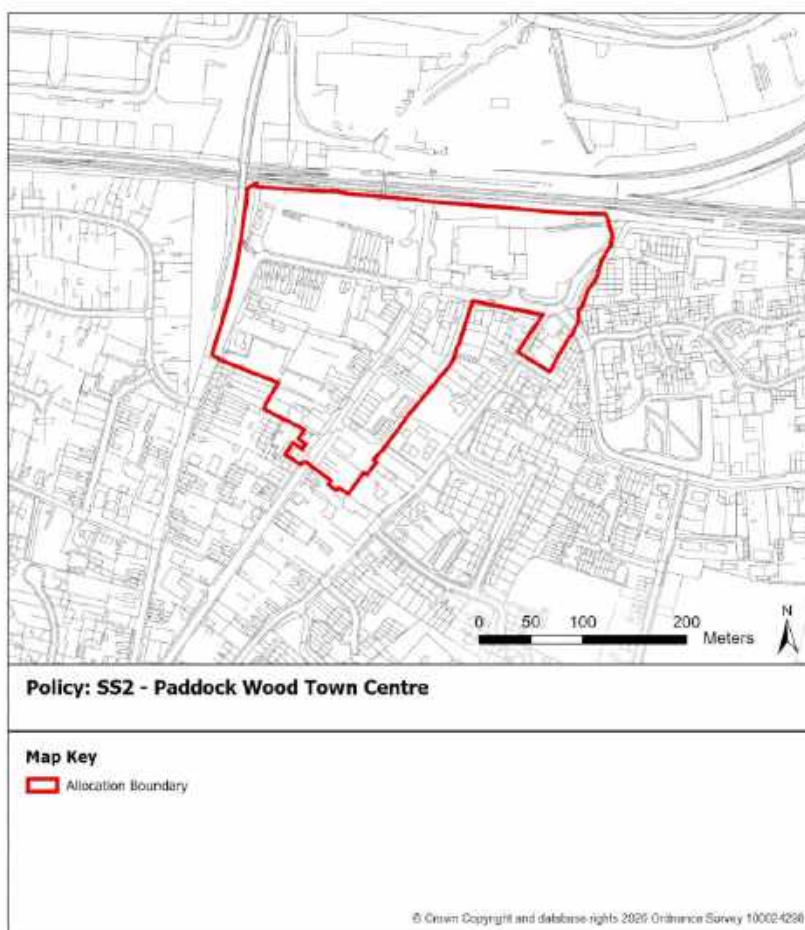 0 50 100 200
Meters
N
Policy: SS2 - Paddock Wood Town Centre
Map Key
Allocation Boundary
© Crown Copyright and database rights 2020 Ordnance Survey 100024298